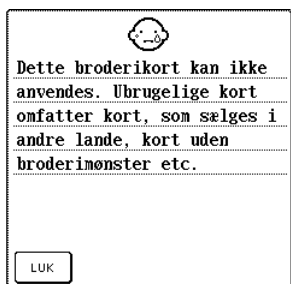 Dette broderikort kan ikke
anvendes. Ubrugelige kort
omfatter kort, som sælges i
andre lande, kort uden
broderimønster etc.
LUK